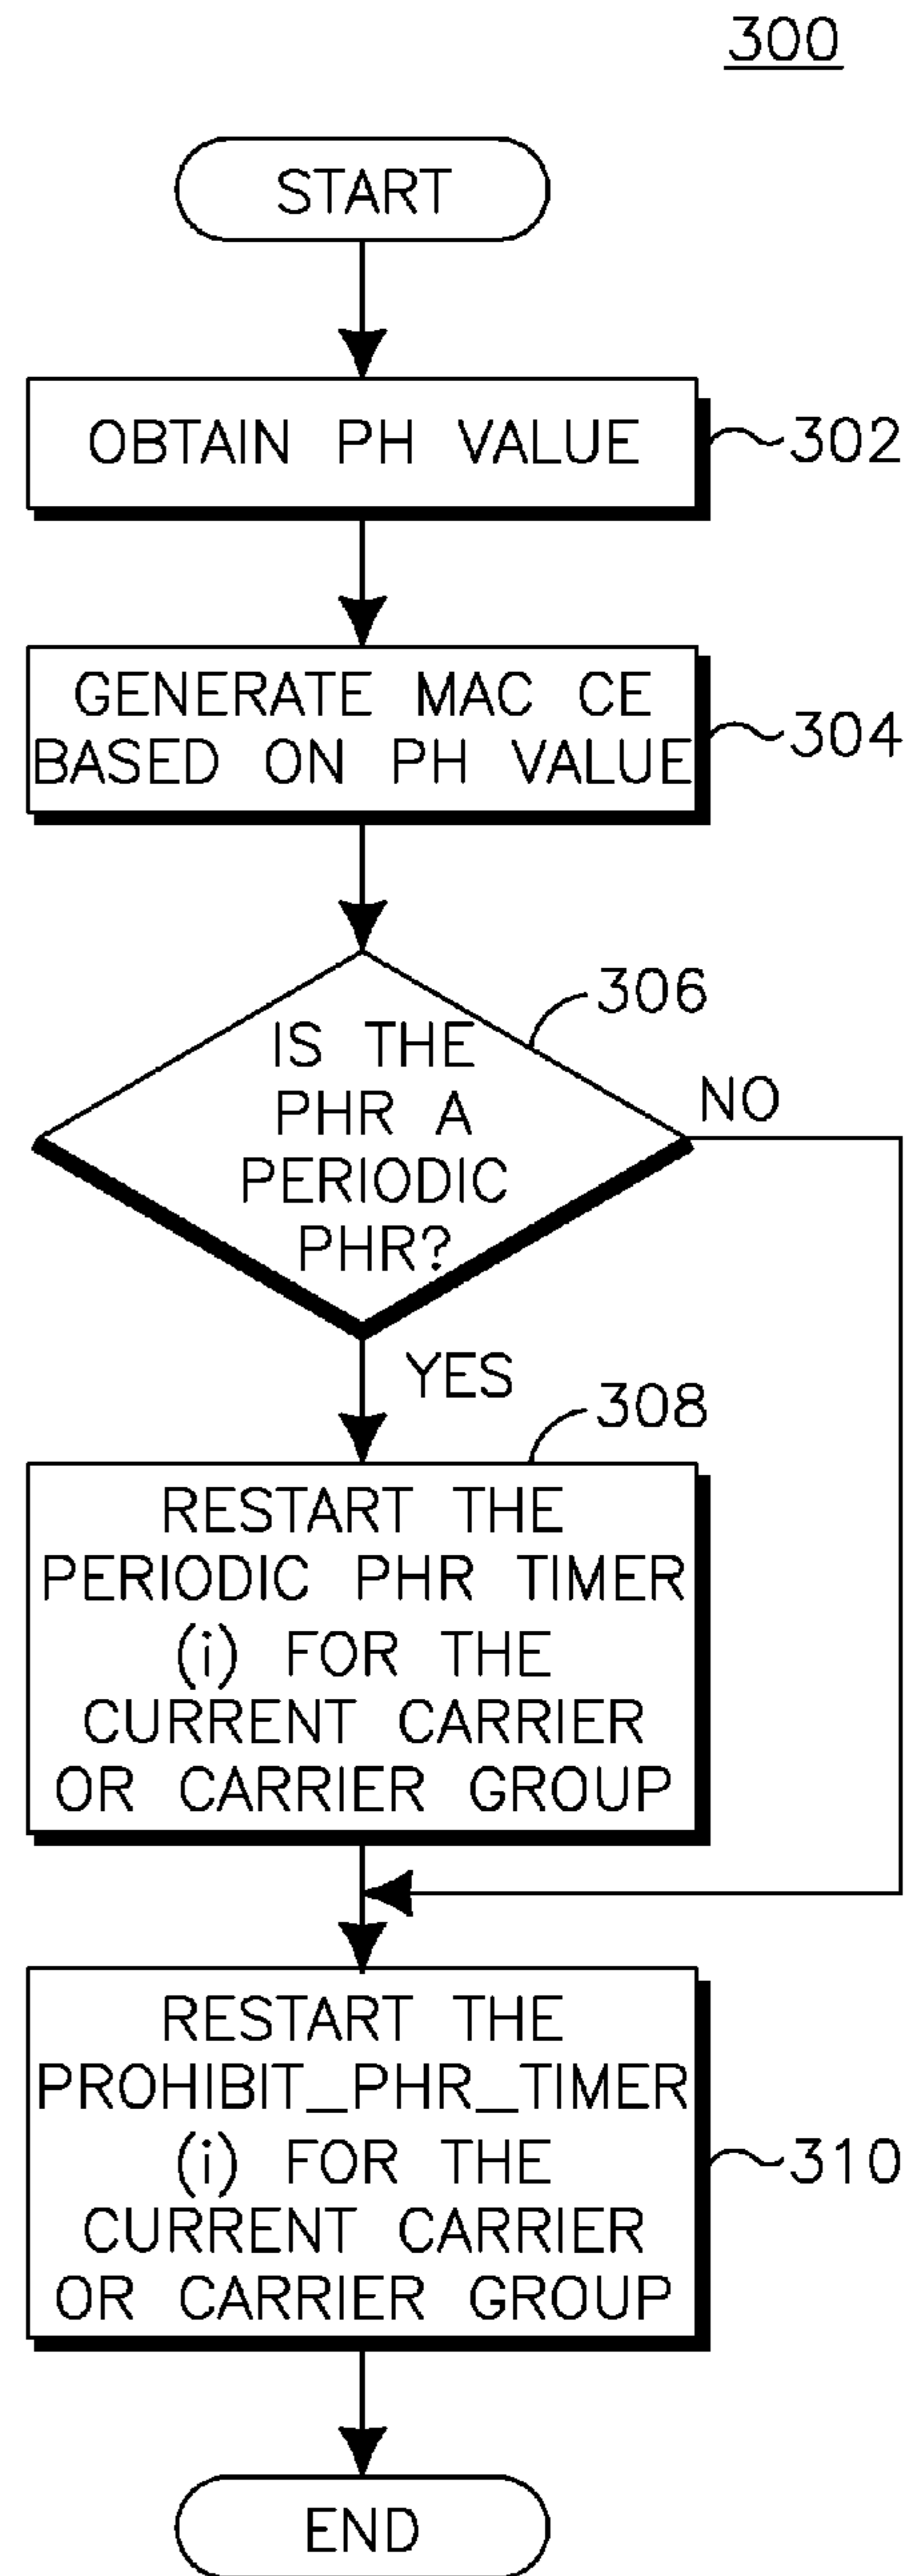 300
START
OBTAIN PH VALUE
302
GENERATE MAC CE
BASED ON PH VALUE
304
306
IS THE
PHR A
PERIODIC
PHR?
NO
YES
308
RESTART THE
PERIODIC PHR TIMER
(i) FOR THE
CURRENT CARRIER
OR CARRIER GROUP
RESTART THE
PROHIBIT_PHR_TIMER
(i) FOR THE
CURRENT CARRIER
OR CARRIER GROUP
310
END